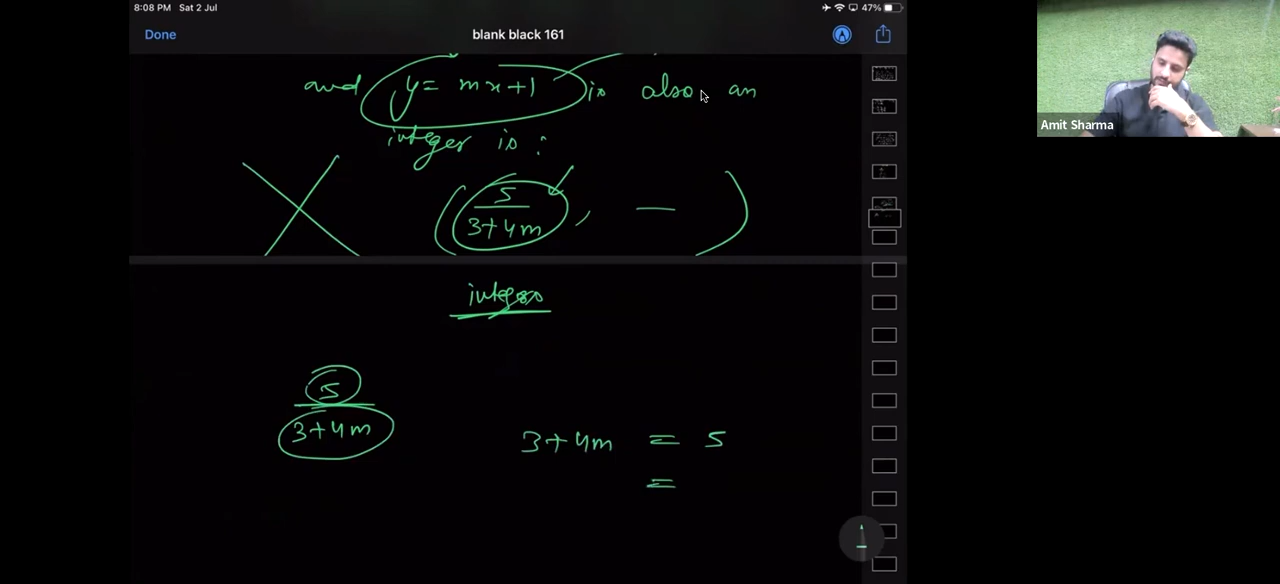 8:08 PM Sat 2 Jul
47%
Done
blank black 161
and y = mx+1 is also an
integer is :
( 5/3+4m , — )
integers
5/3+4m
3+4m = 5
=
Amit Sharma